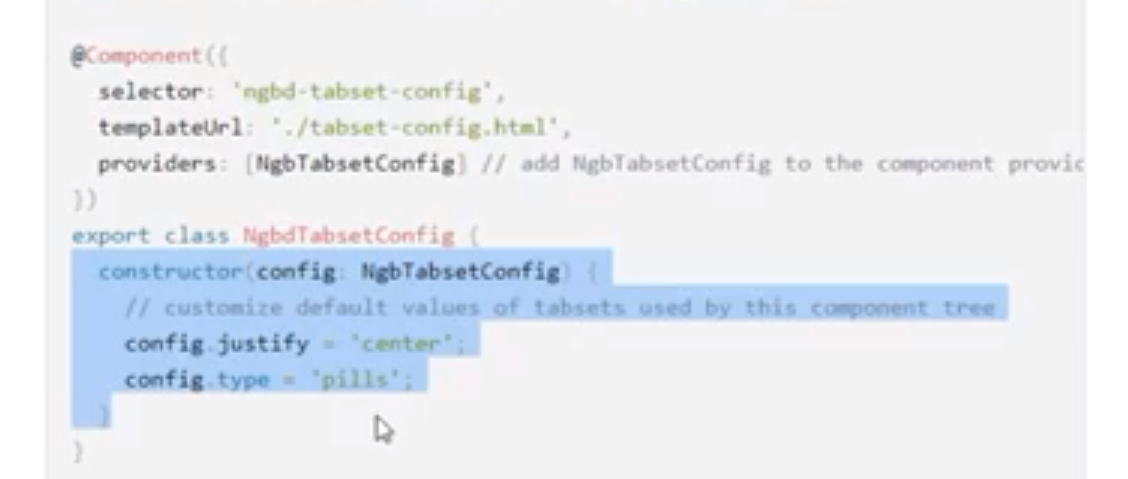 @Component({
  selector: 'ngbd-tabset-config',
  templateUrl: './tabset-config.html',
  providers: [NgbTabsetConfig] // add NgbTabsetConfig to the component provic
})
export class NgbdTabsetConfig {
  constructor(config: NgbTabsetConfig) {
    // customize default values of tabsets used by this component tree
    config.justify = 'center';
    config.type = 'pills';
  }
}